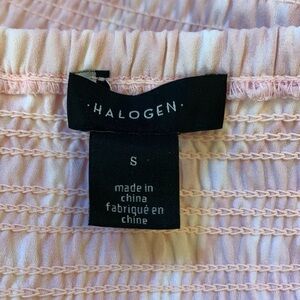 ·HALOGEN·
S
made in
china
fabriqué en
chine